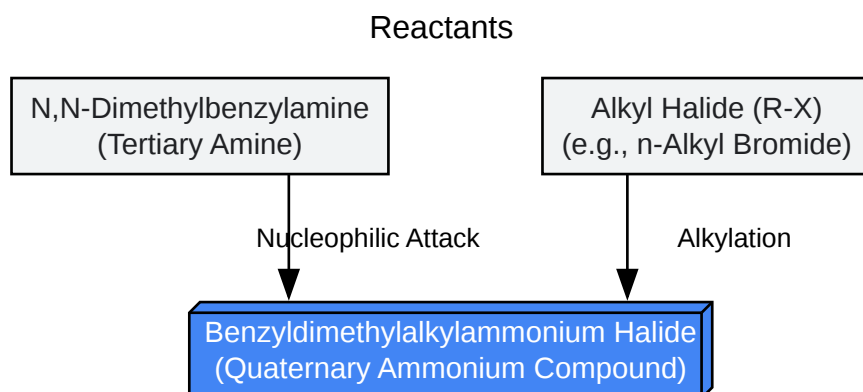 Reactants
N,N-Dimethylbenzylamine
(Tertiary Amine)
Alkyl Halide (R-X)
(e.g., n-Alkyl Bromide)
Nucleophilic Attack
Alkylation
Benzyldimethylalkylammonium Halide
(Quaternary Ammonium Compound)